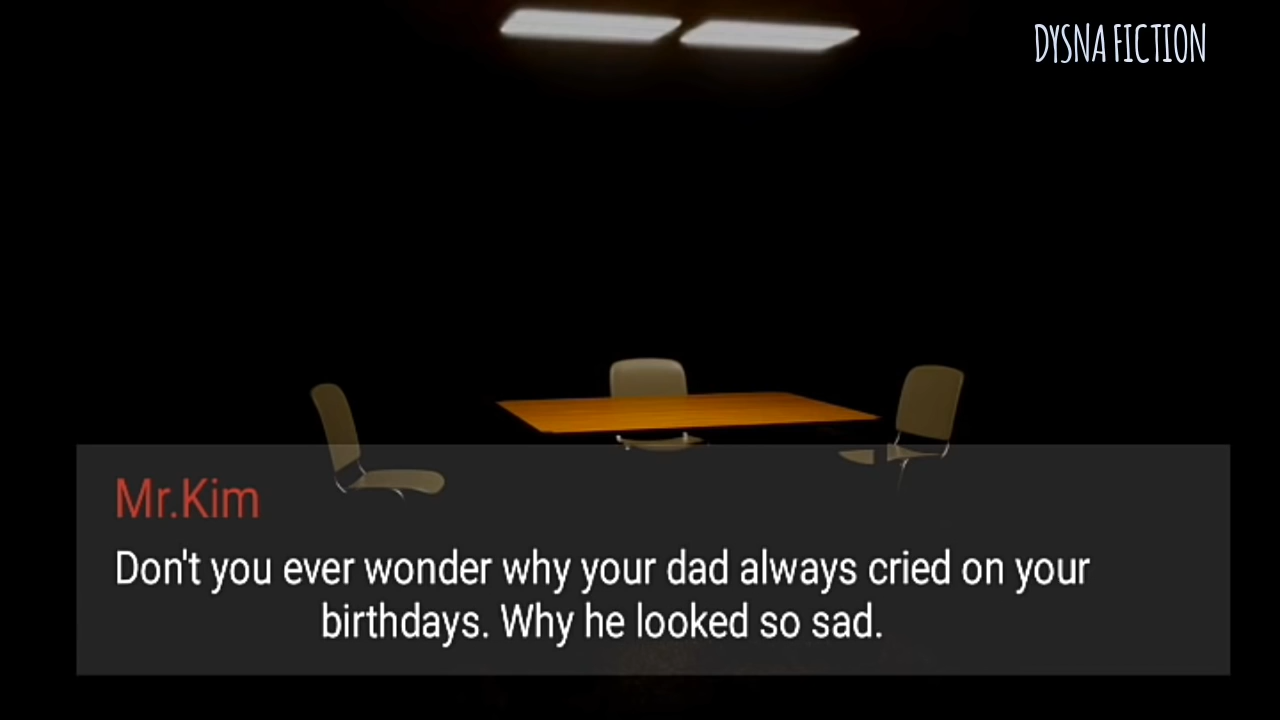 DYSNA FICTION
Mr.Kim
Don't you ever wonder why your dad always cried on your
birthdays. Why he looked so sad.